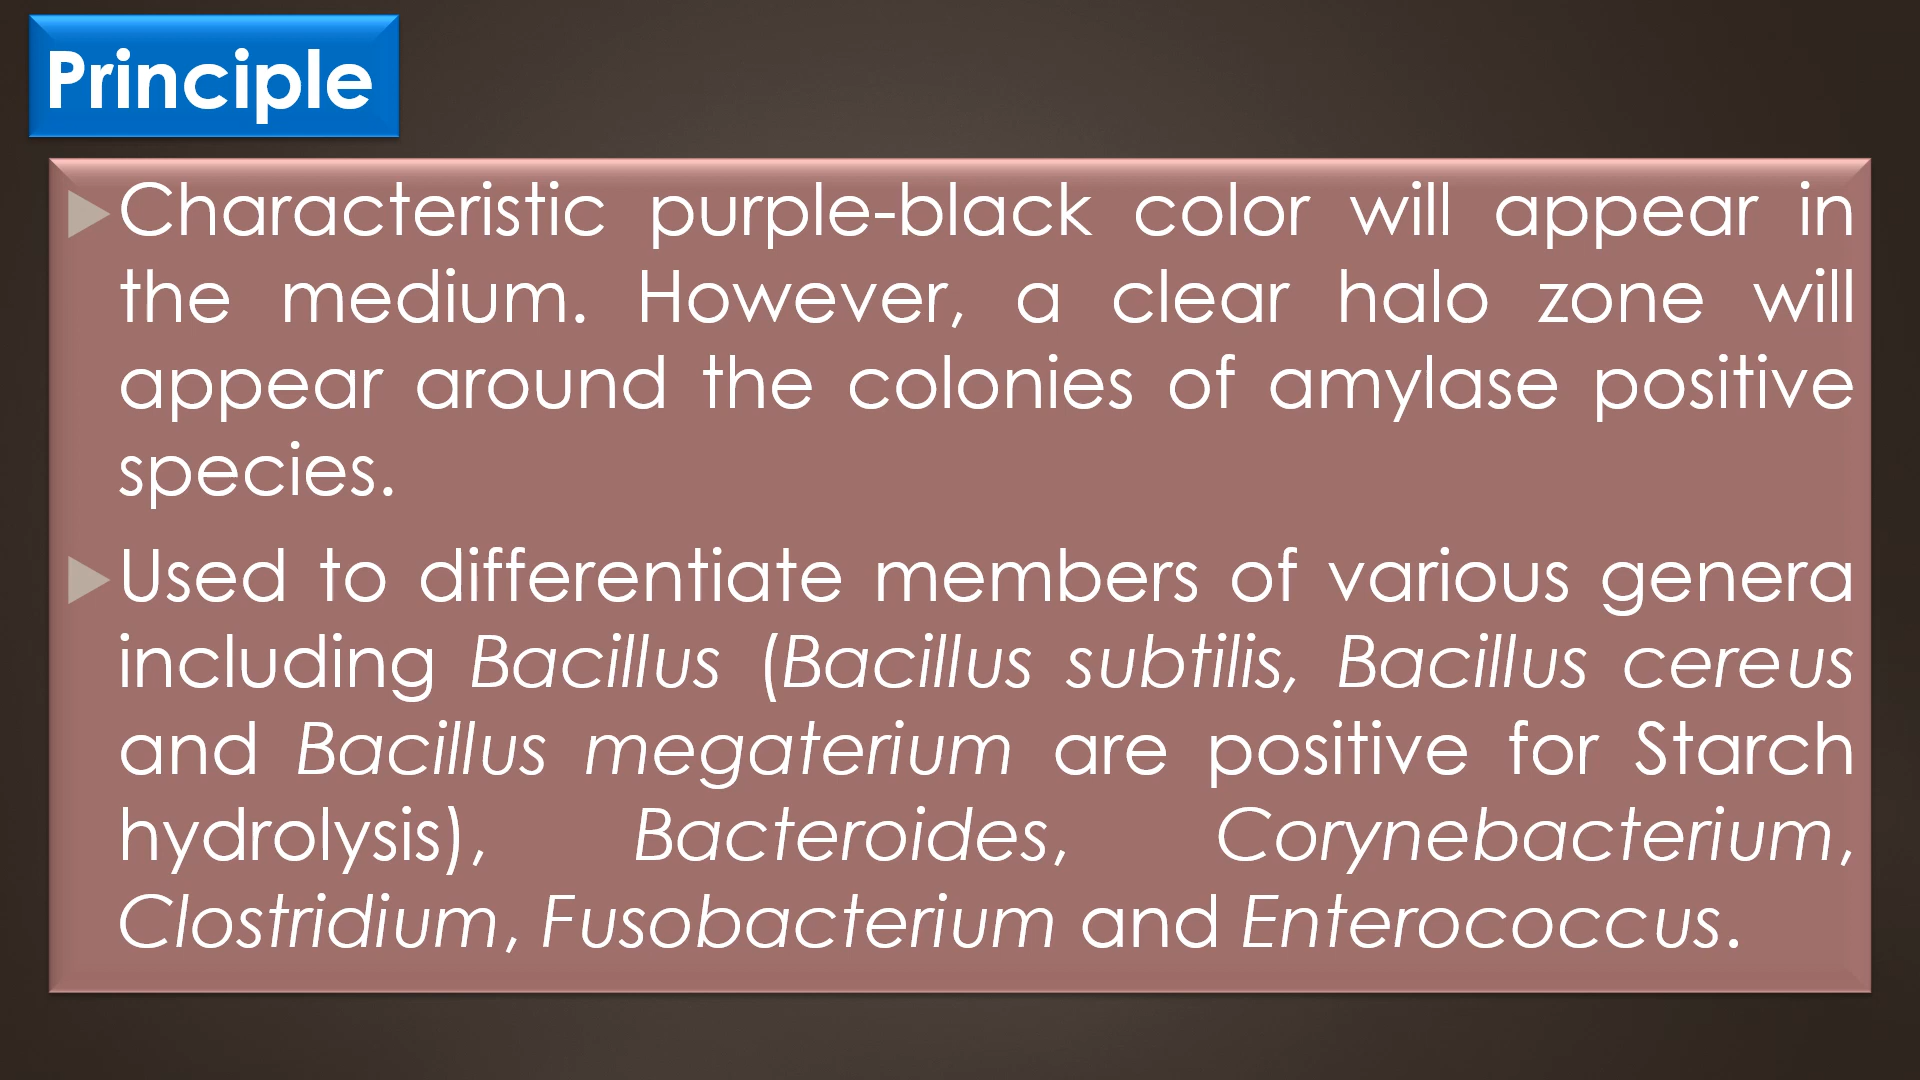 Principle
Characteristic purple-black color will appear in
the medium. However, a clear halo zone will
appear around the colonies of amylase positive
species.
Used to differentiate members of various genera
including Bacillus (Bacillus subtilis, Bacillus cereus
and Bacillus megaterium are positive for Starch
hydrolysis), Bacteroides, Corynebacterium,
Clostridium, Fusobacterium and Enterococcus.